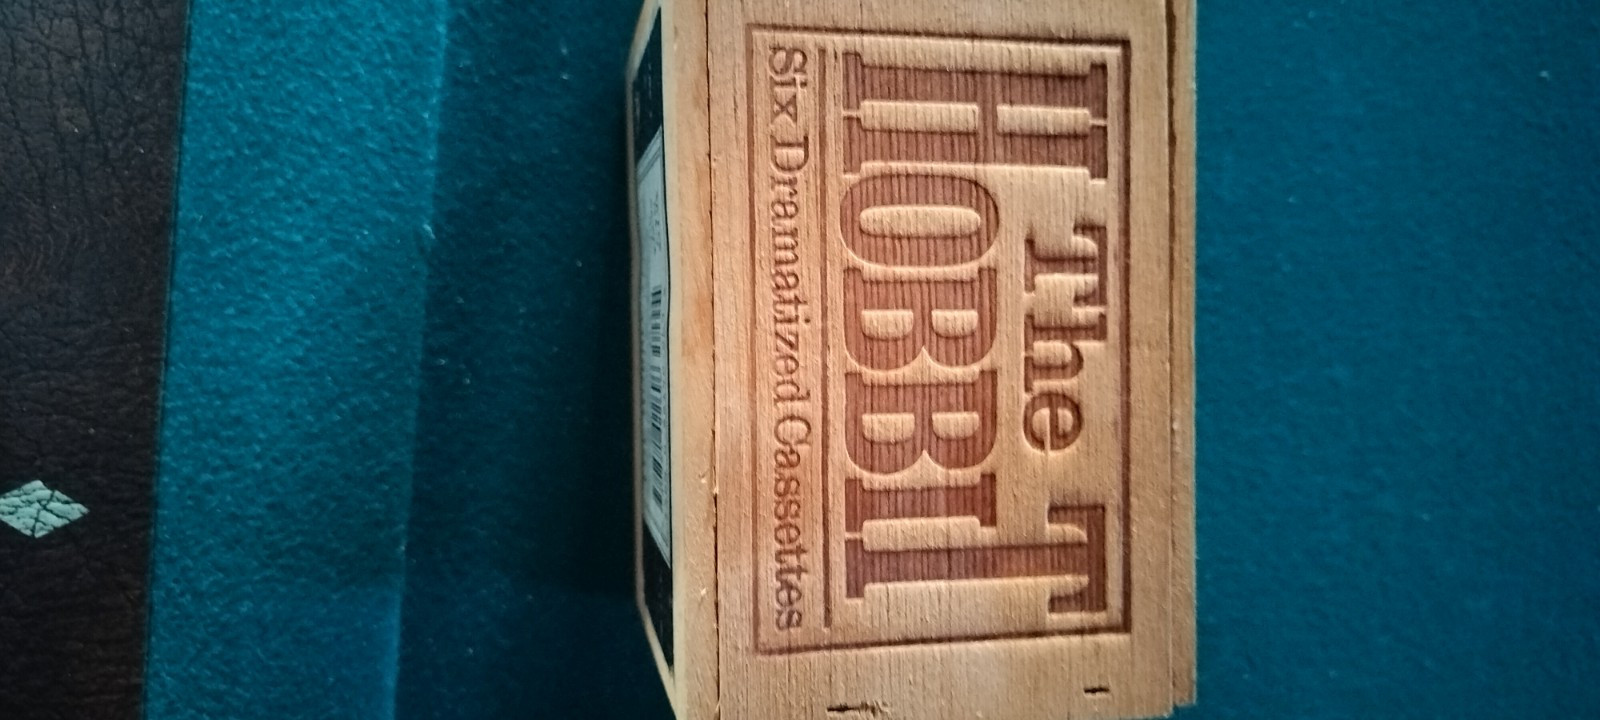 The
HOBBIT
Six Dramatized Cassettes